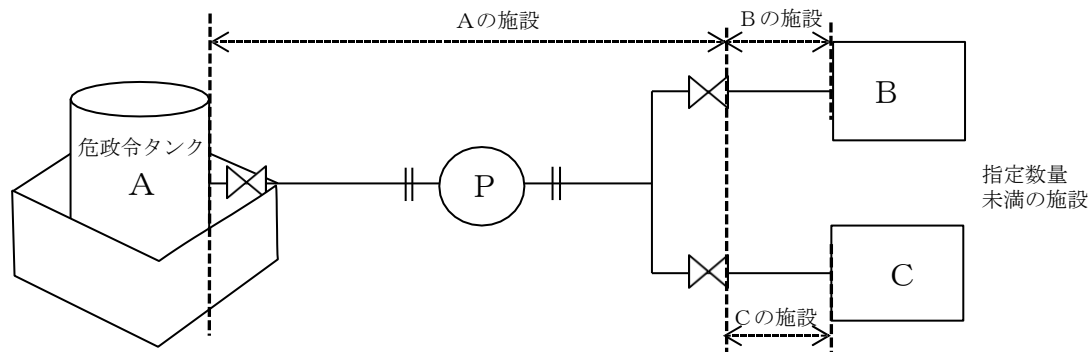 Aの施設
Bの施設
危政令タンク
A
P
B
指定数量
未満の施設
C
Cの施設